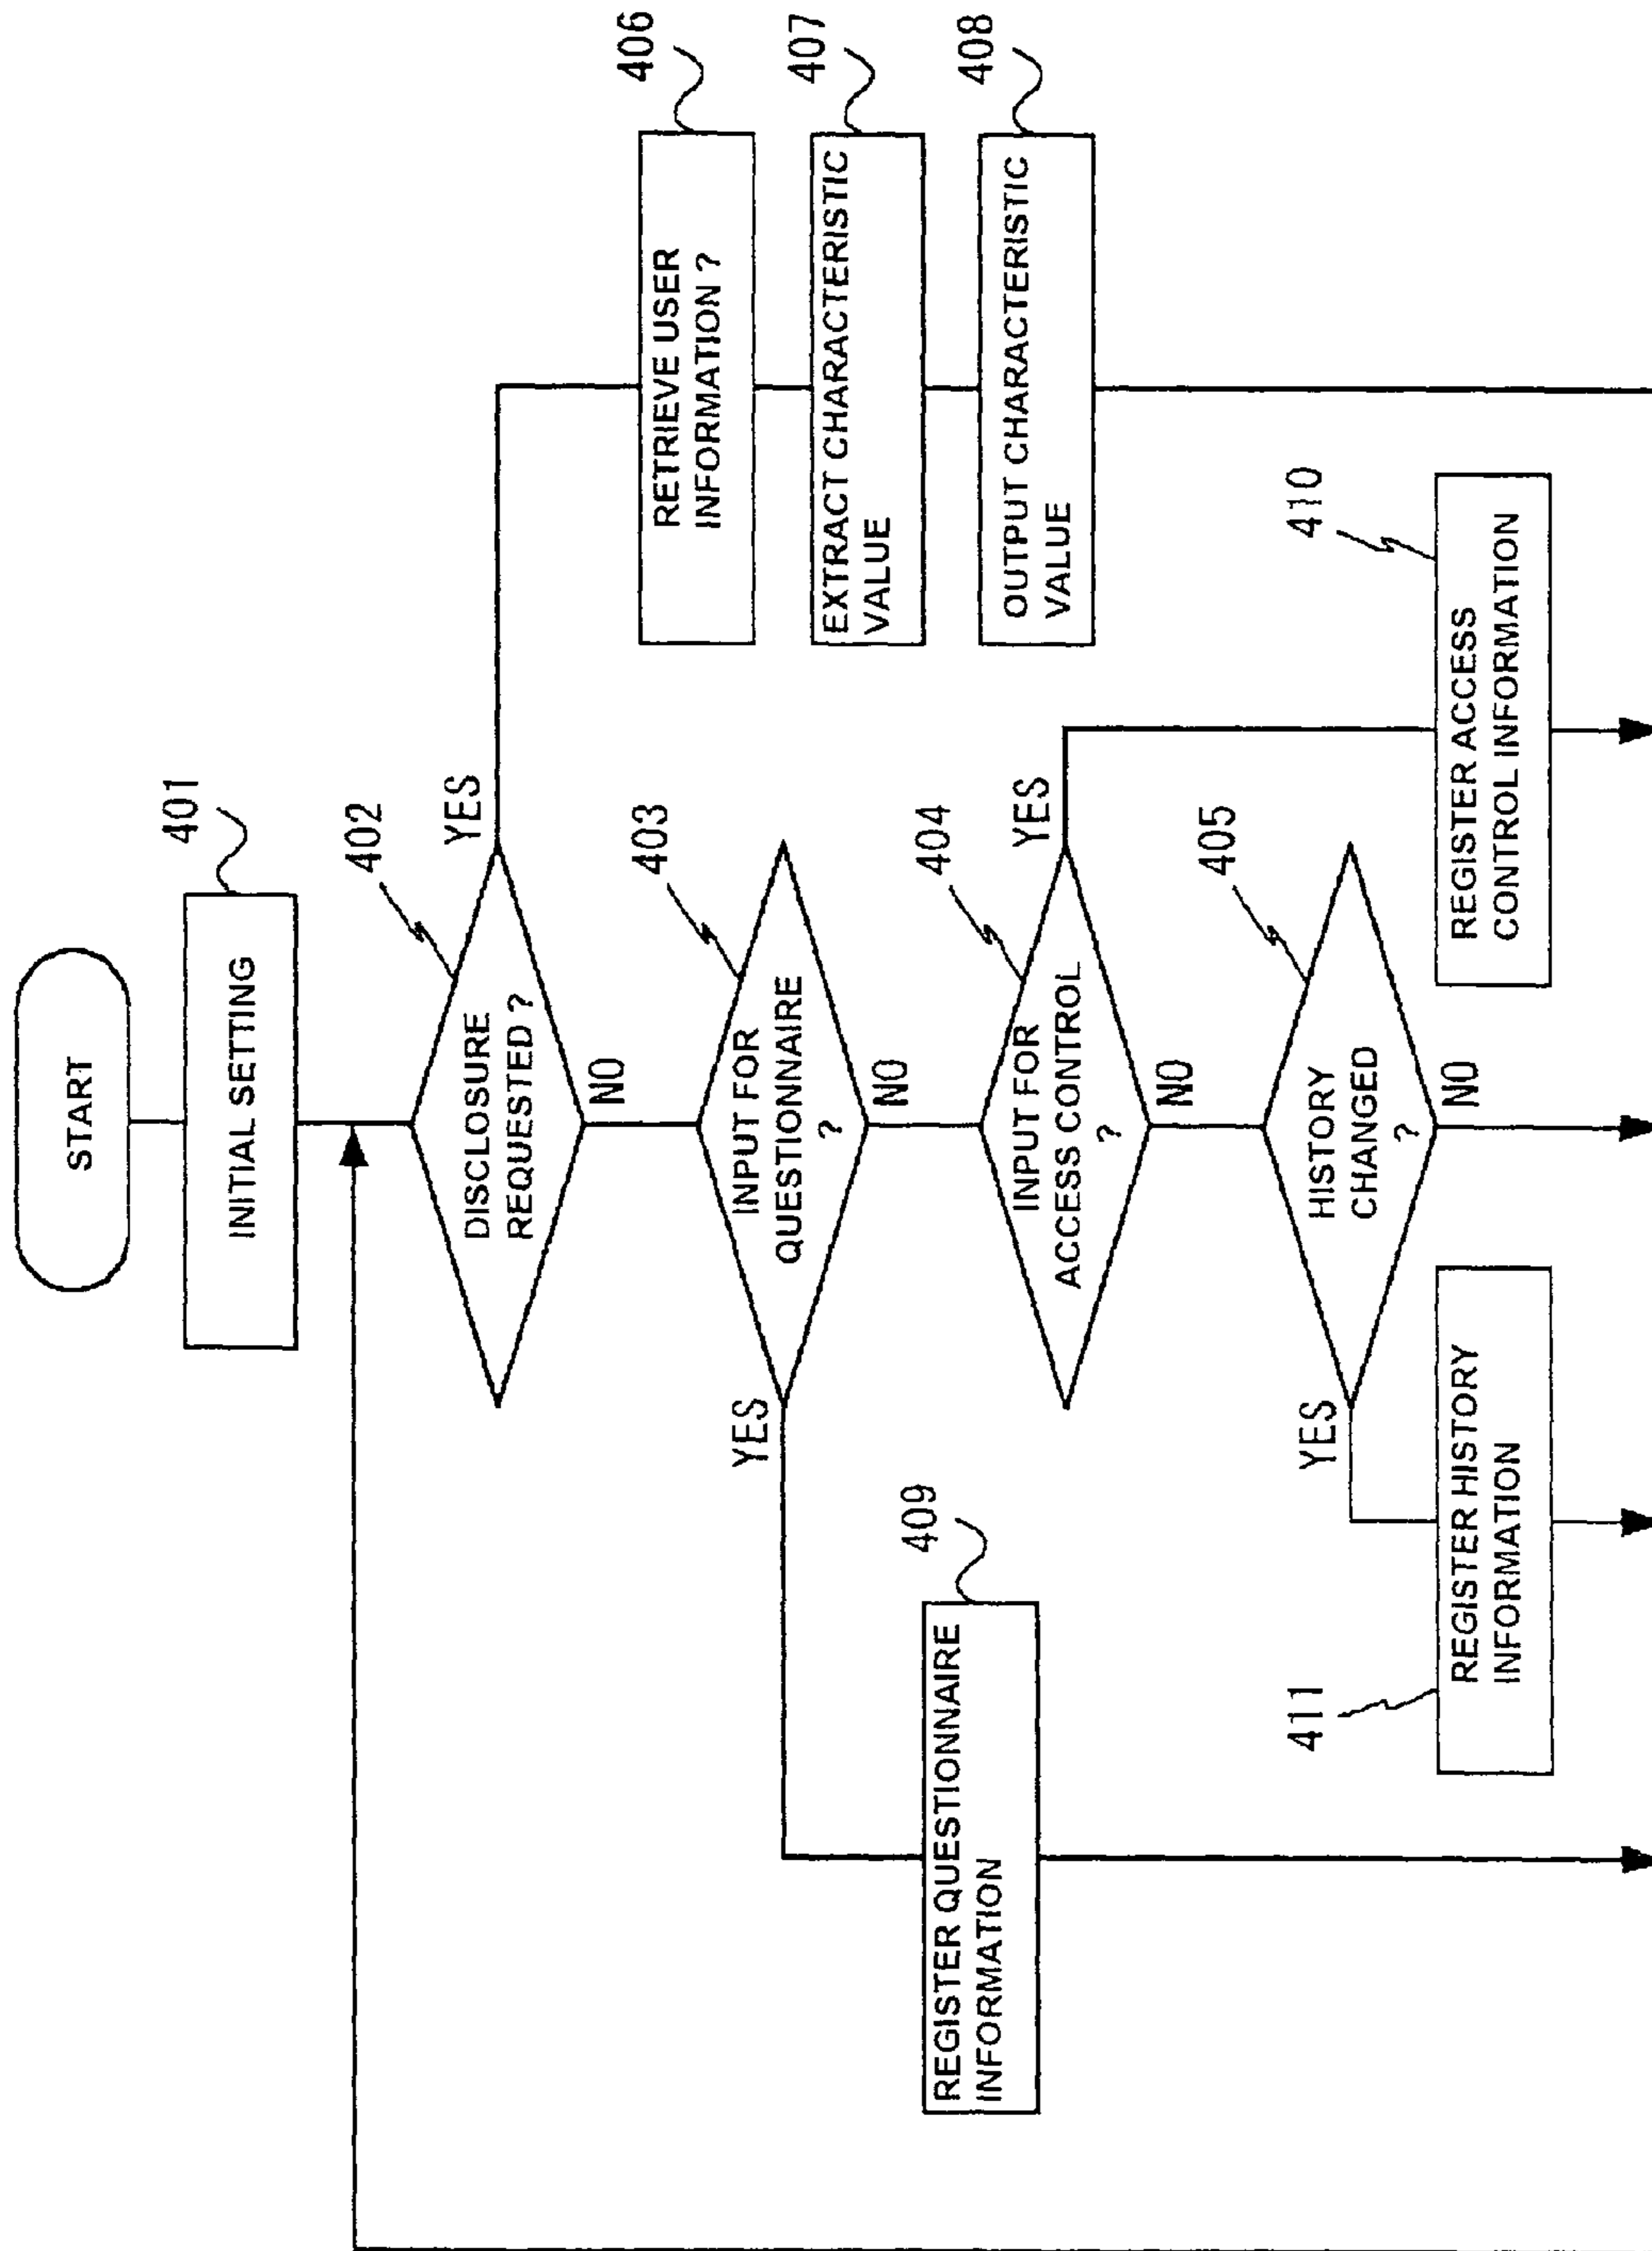 START
401
INITIAL SETTING
402
DISCLOSURE
REQUESTED ?
YES
NO
406
RETRIEVE USER
INFORMATION ?
403
INPUT FOR
QUESTIONNAIRE
?
YES
NO
407
EXTRACT CHARACTERISTIC
VALUE
409
REGISTER QUESTIONNAIRE
INFORMATION
404
INPUT FOR
ACCESS CONTROL
?
YES
NO
408
OUTPUT CHARACTERISTIC
VALUE
405
HISTORY
CHANGED
?
YES
NO
411
REGISTER HISTORY
INFORMATION
410
REGISTER ACCESS
CONTROL INFORMATION